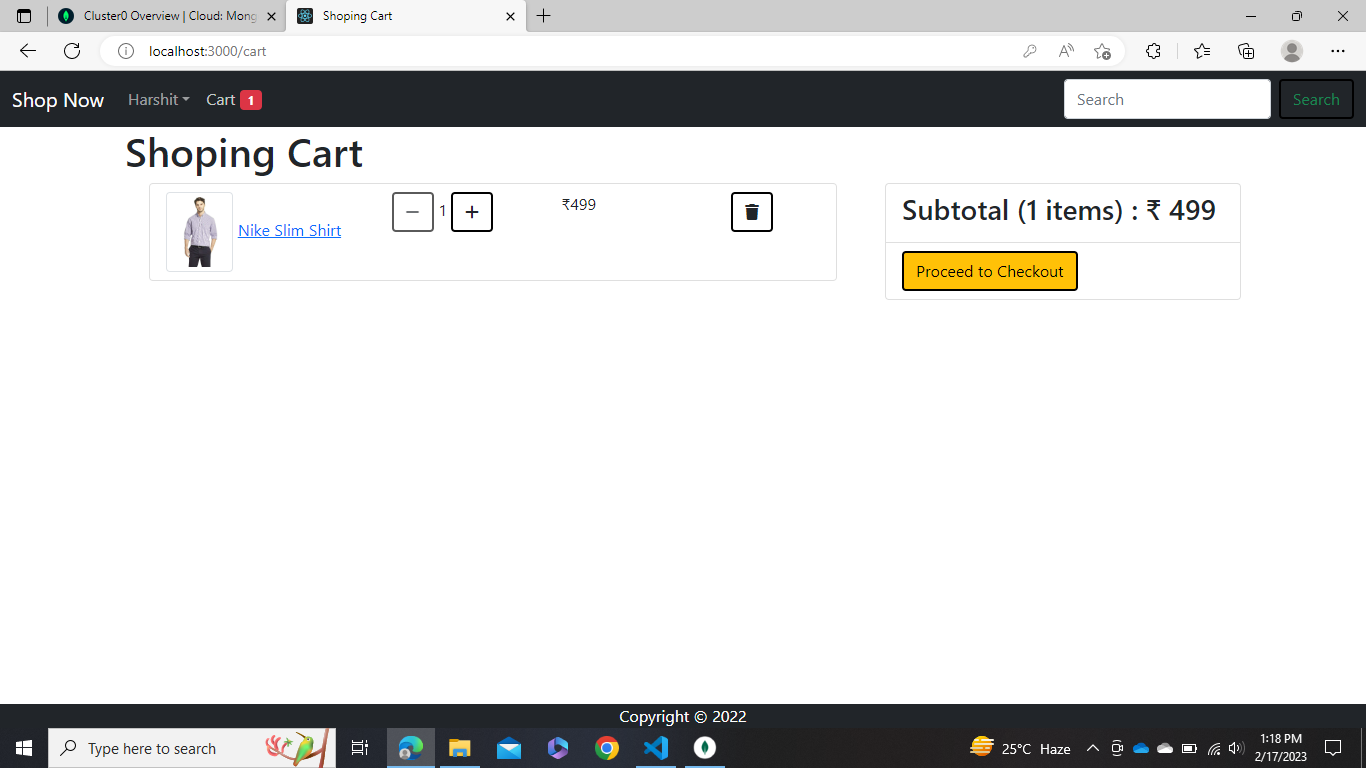 Cluster0 Overview | Cloud: Mong
Shoping Cart
localhost:3000/cart
Shop Now Harshit Cart 1 Search Search
Shoping Cart
Nike Slim Shirt 1 ₹499
Subtotal (1 items) : ₹ 499
Proceed to Checkout
Copyright © 2022
Type here to search
25°C Haze
1:18 PM
2/17/2023